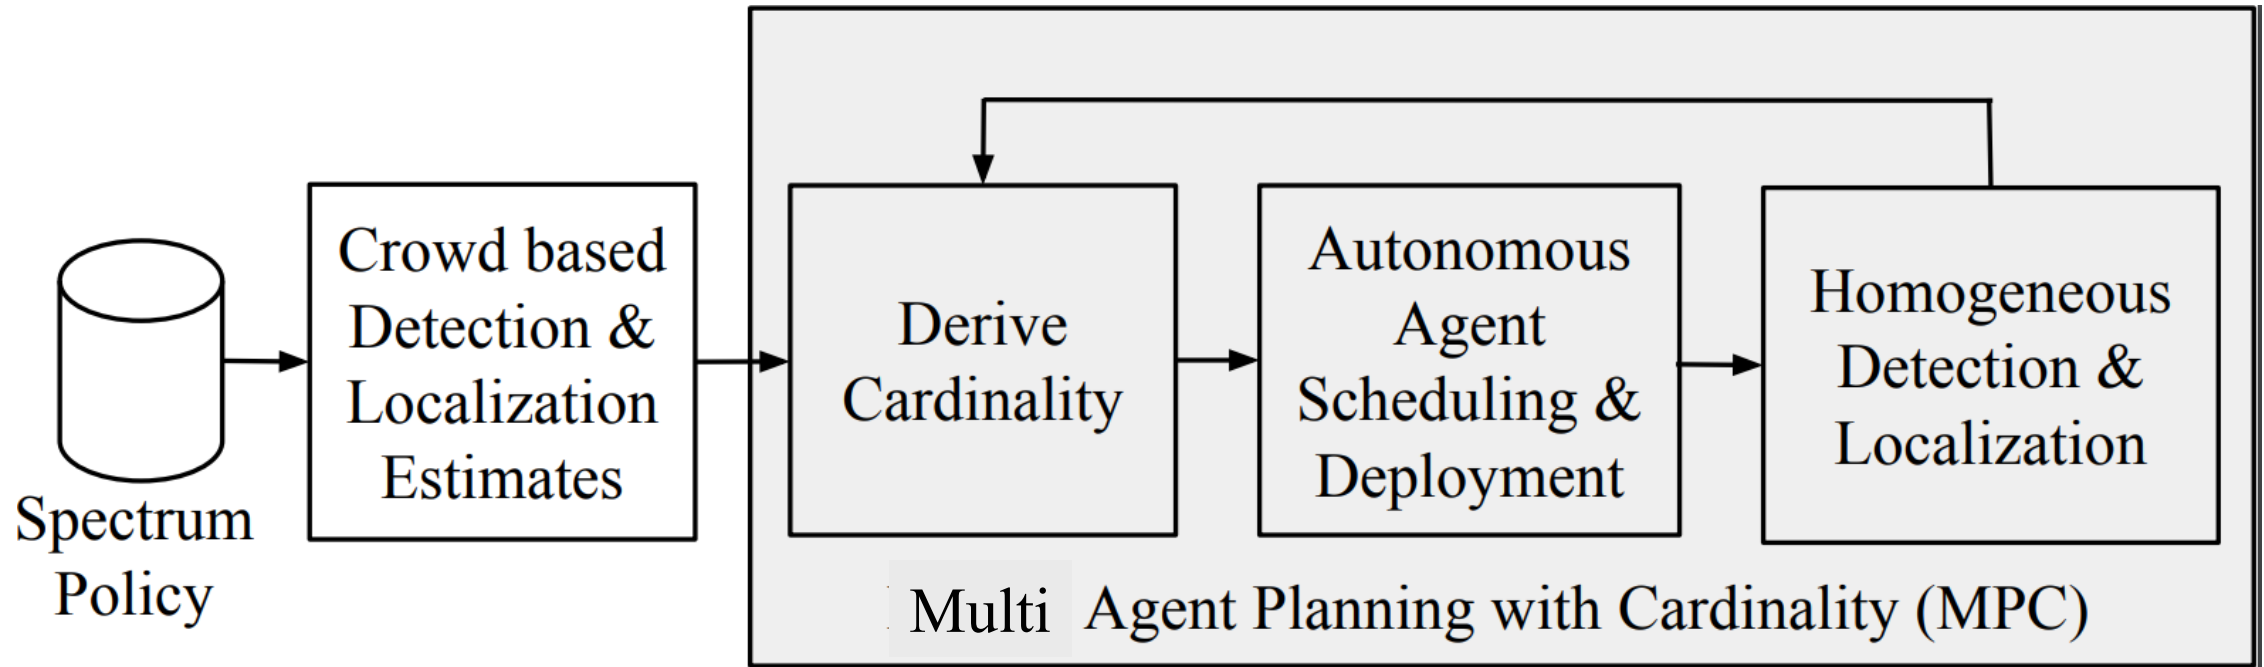 Spectrum
Policy
Crowd based
Detection &
Localization
Estimates
Derive
Cardinality
Autonomous
Agent
Scheduling &
Deployment
Homogeneous
Detection &
Localization
Multi Agent Planning with Cardinality (MPC)